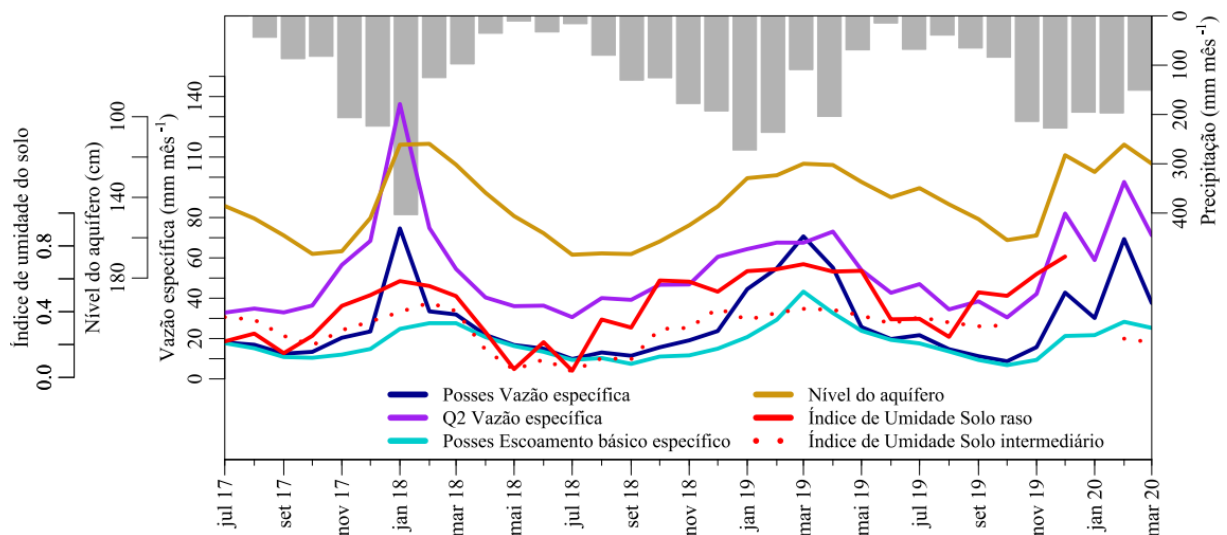 Índice de umidade do solo
0.0
0.4
0.8
Nível do aquífero (cm)
180
140
100
Vazão específica (mm mês -1)
0
20
40
60
80
110
140
Precipitação (mm mês -1)
0
100
200
300
400
Posses Vazão específica
Q2 Vazão específica
Posses Escoamento básico específico
Nível do aquífero
Índice de Umidade Solo raso
Índice de Umidade Solo intermediário
jul 17
set 17
nov 17
jan 18
mar 18
mai 18
jul 18
set 18
nov 18
jan 19
mar 19
mai 19
jul 19
set 19
nov 19
jan 20
mar 20